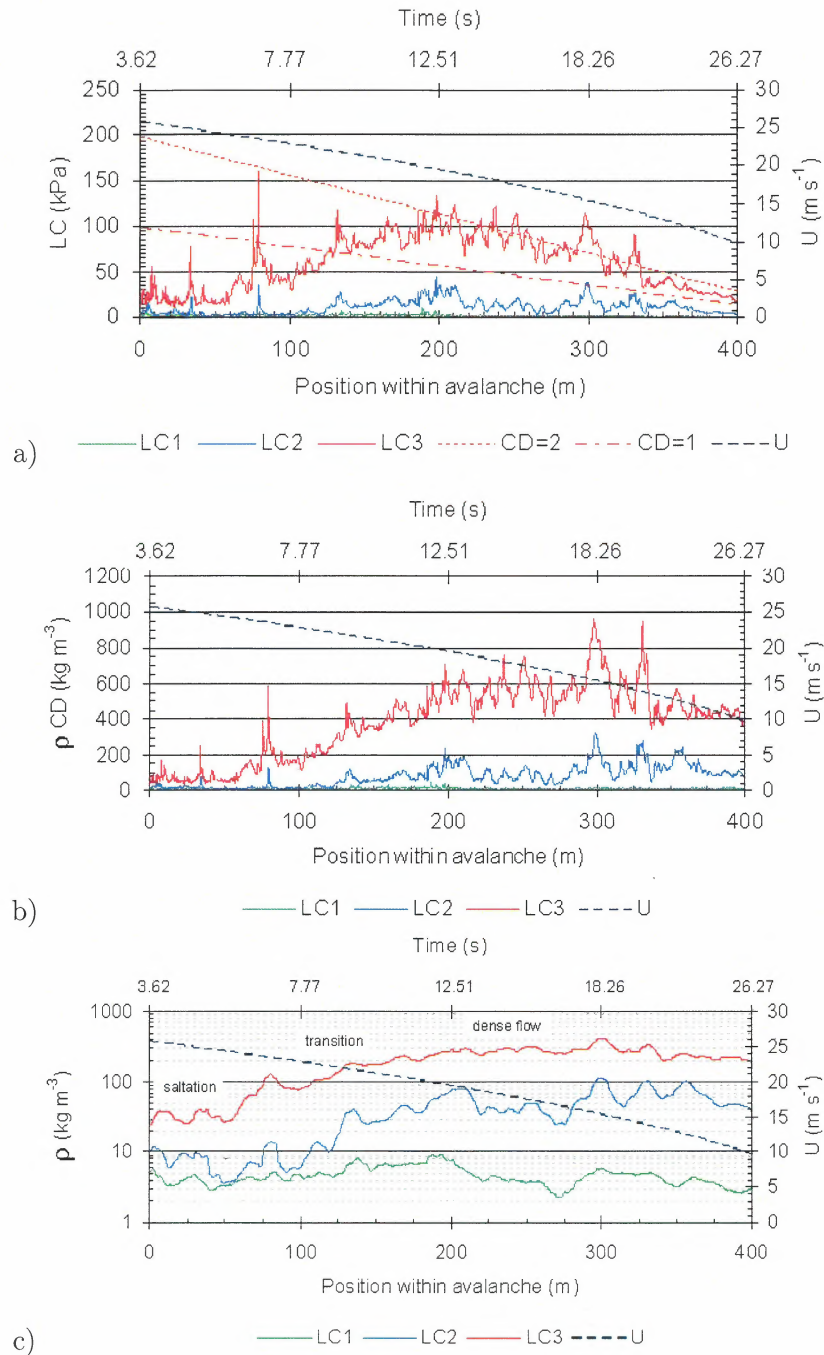 Time (s)
3.62 7.77 12.51 18.26 26.27
250 30
200 25
150 20
100 15
50 10
0 5
0
LC (kPa)
U (m s⁻¹)
0 100 200 300 400
Position within avalanche (m)
a) LC1 LC2 LC3 CD=2 CD=1 U
Time (s)
3.62 7.77 12.51 18.26 26.27
1200 30
1000 25
800 20
600 15
400 10
200 5
0 0
ρ CD (kg m⁻³)
U (m s⁻¹)
0 100 200 300 400
Position within avalanche (m)
b) LC1 LC2 LC3 U
Time (s)
3.62 7.77 12.51 18.26 26.27
1000 30
25
100 20
15
10 10
5
1 0
ρ (kg m⁻³)
U (m s⁻¹)
saltation
transition
dense flow
0 100 200 300 400
Position within avalanche (m)
c) LC1 LC2 LC3 U